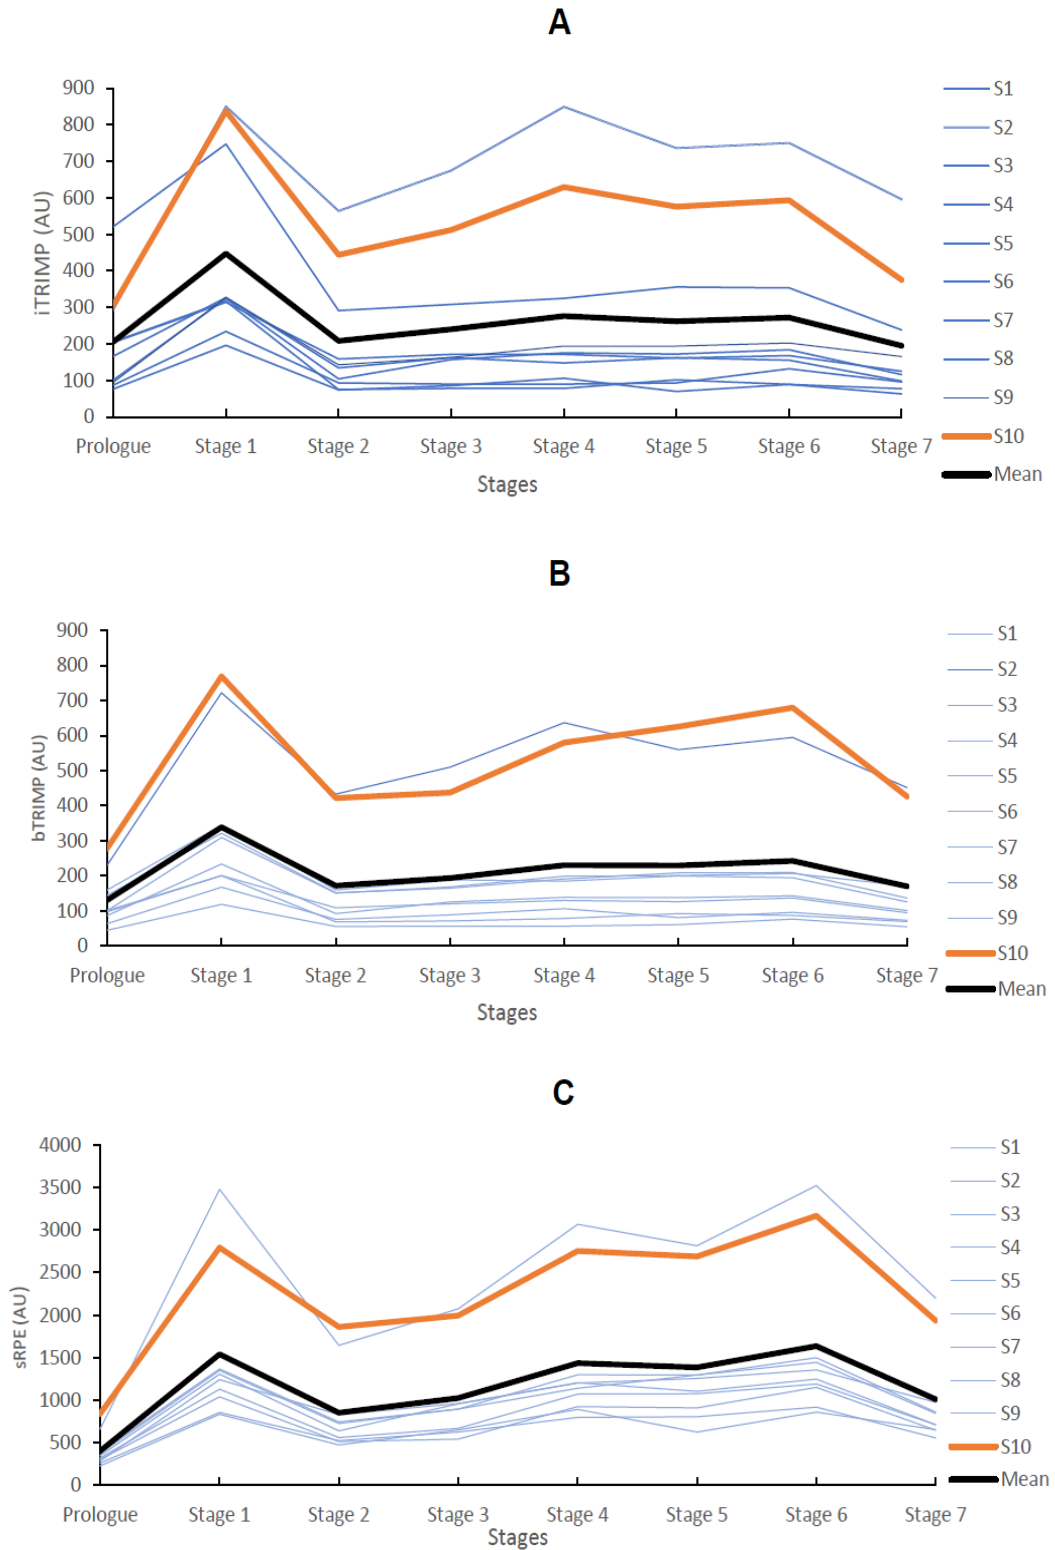 A
900
800
700
600
500
400
300
200
100
0
iTRIMP (AU)
Prologue Stage 1 Stage 2 Stage 3 Stage 4 Stage 5 Stage 6 Stage 7
Stages
S1
S2
S3
S4
S5
S6
S7
S8
S9
S10
Mean
B
900
800
700
600
500
400
300
200
100
0
bTRIMP (AU)
Prologue Stage 1 Stage 2 Stage 3 Stage 4 Stage 5 Stage 6 Stage 7
Stages
S1
S2
S3
S4
S5
S6
S7
S8
S9
S10
Mean
C
4000
3500
3000
2500
2000
1500
1000
500
0
sRPE (AU)
Prologue Stage 1 Stage 2 Stage 3 Stage 4 Stage 5 Stage 6 Stage 7
Stages
S1
S2
S3
S4
S5
S6
S7
S8
S9
S10
Mean